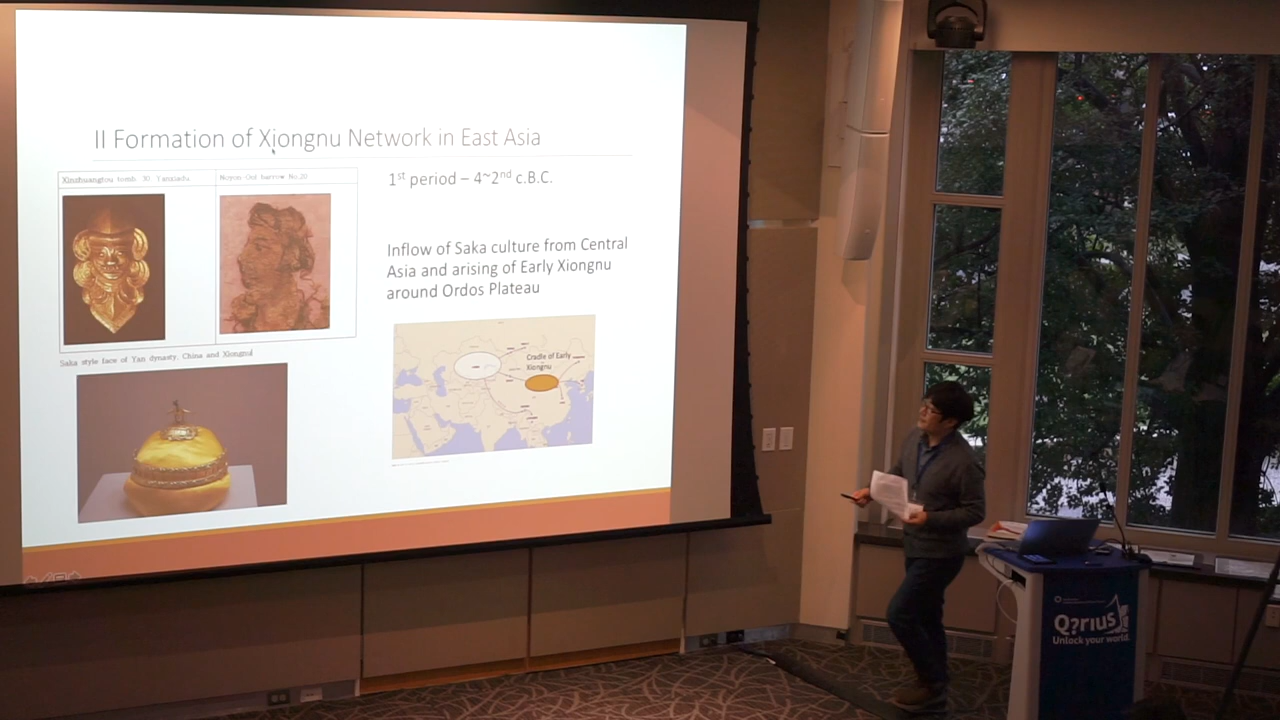 II Formation of Xiongnu Network in East Asia
Xinzhuangtou tomb. 30. Yanxiadu
Noyon-Uul barrow No.20
1st period – 4~2nd c.B.C.
Inflow of Saka culture from Central
Asia and arising of Early Xiongnu
around Ordos Plateau
Saka style face of Yan dynasty, China and Xiongnu
Cradle of Early
Xiongnu
Q?rius
Unlock your world.